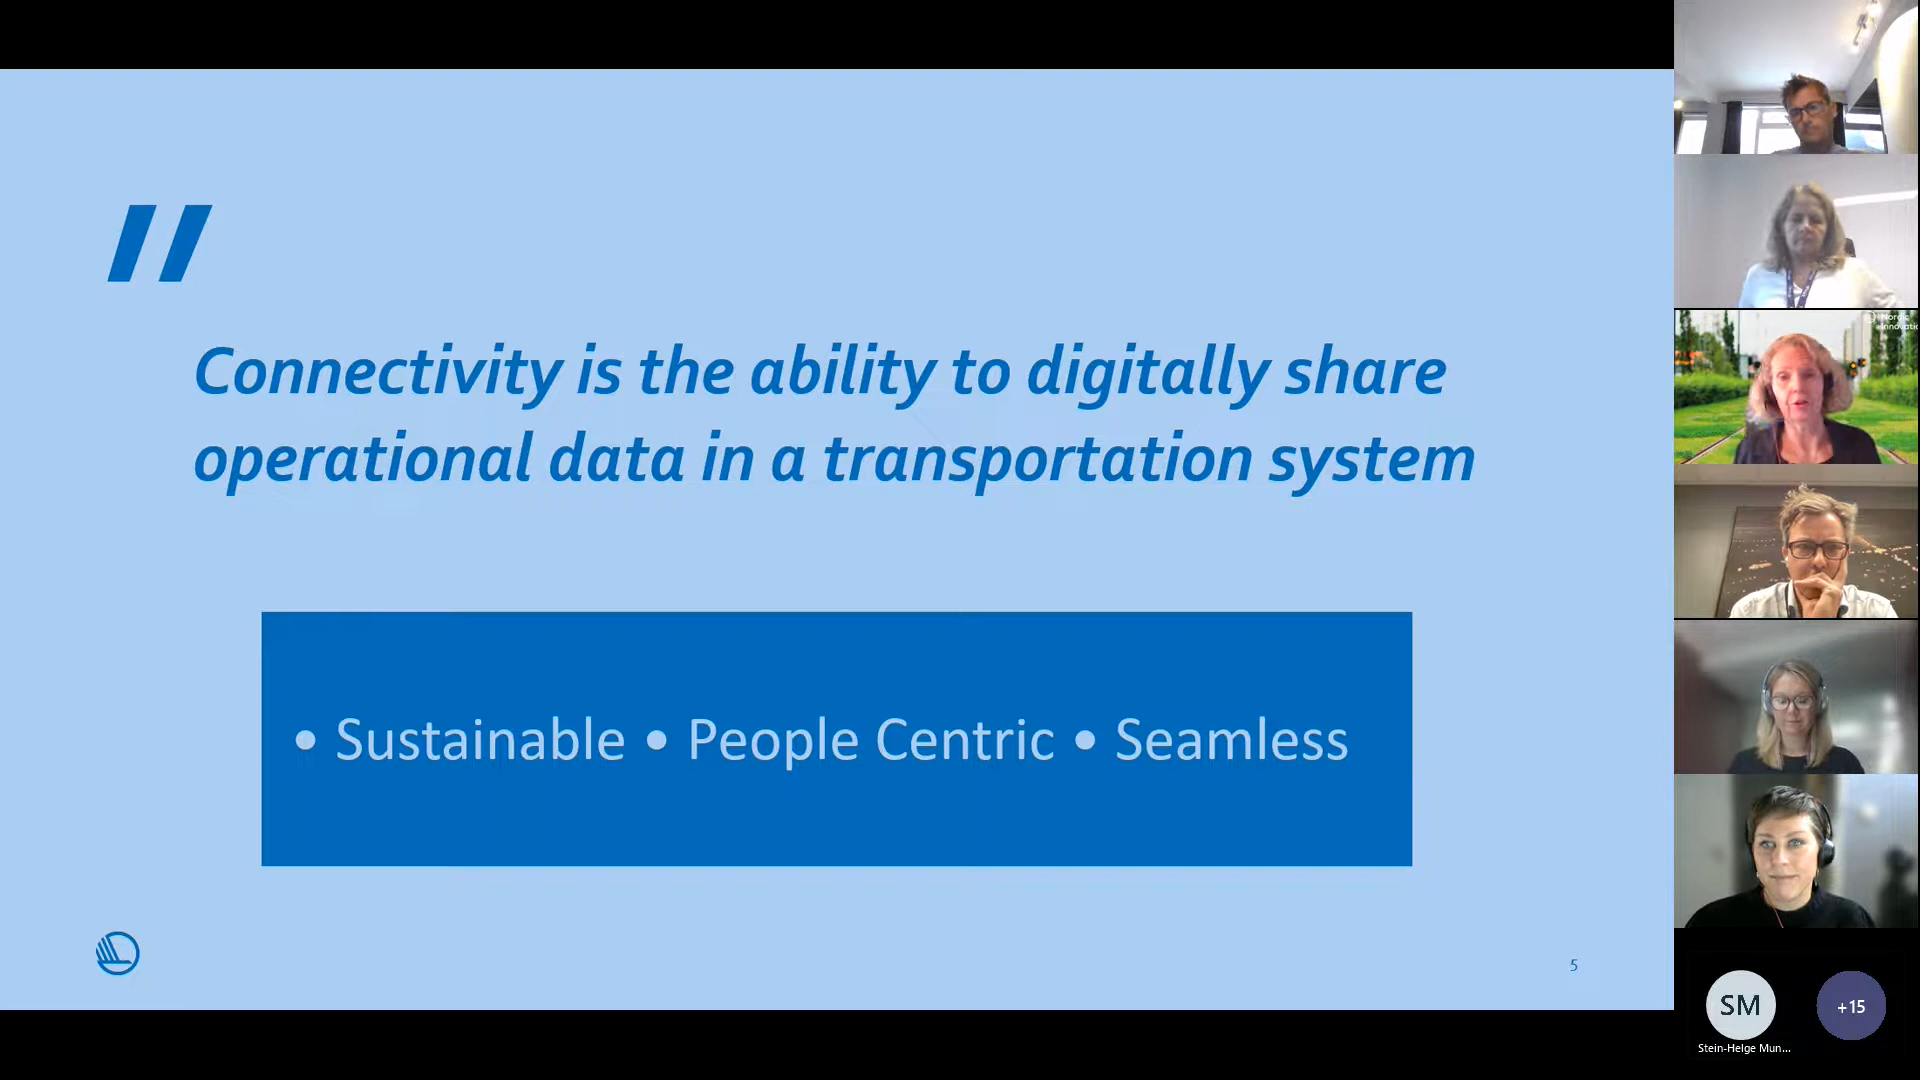 "
Connectivity is the ability to digitally share
operational data in a transportation system
• Sustainable • People Centric • Seamless
5
Nordic
SM
+15
Stein-Helge Mun...